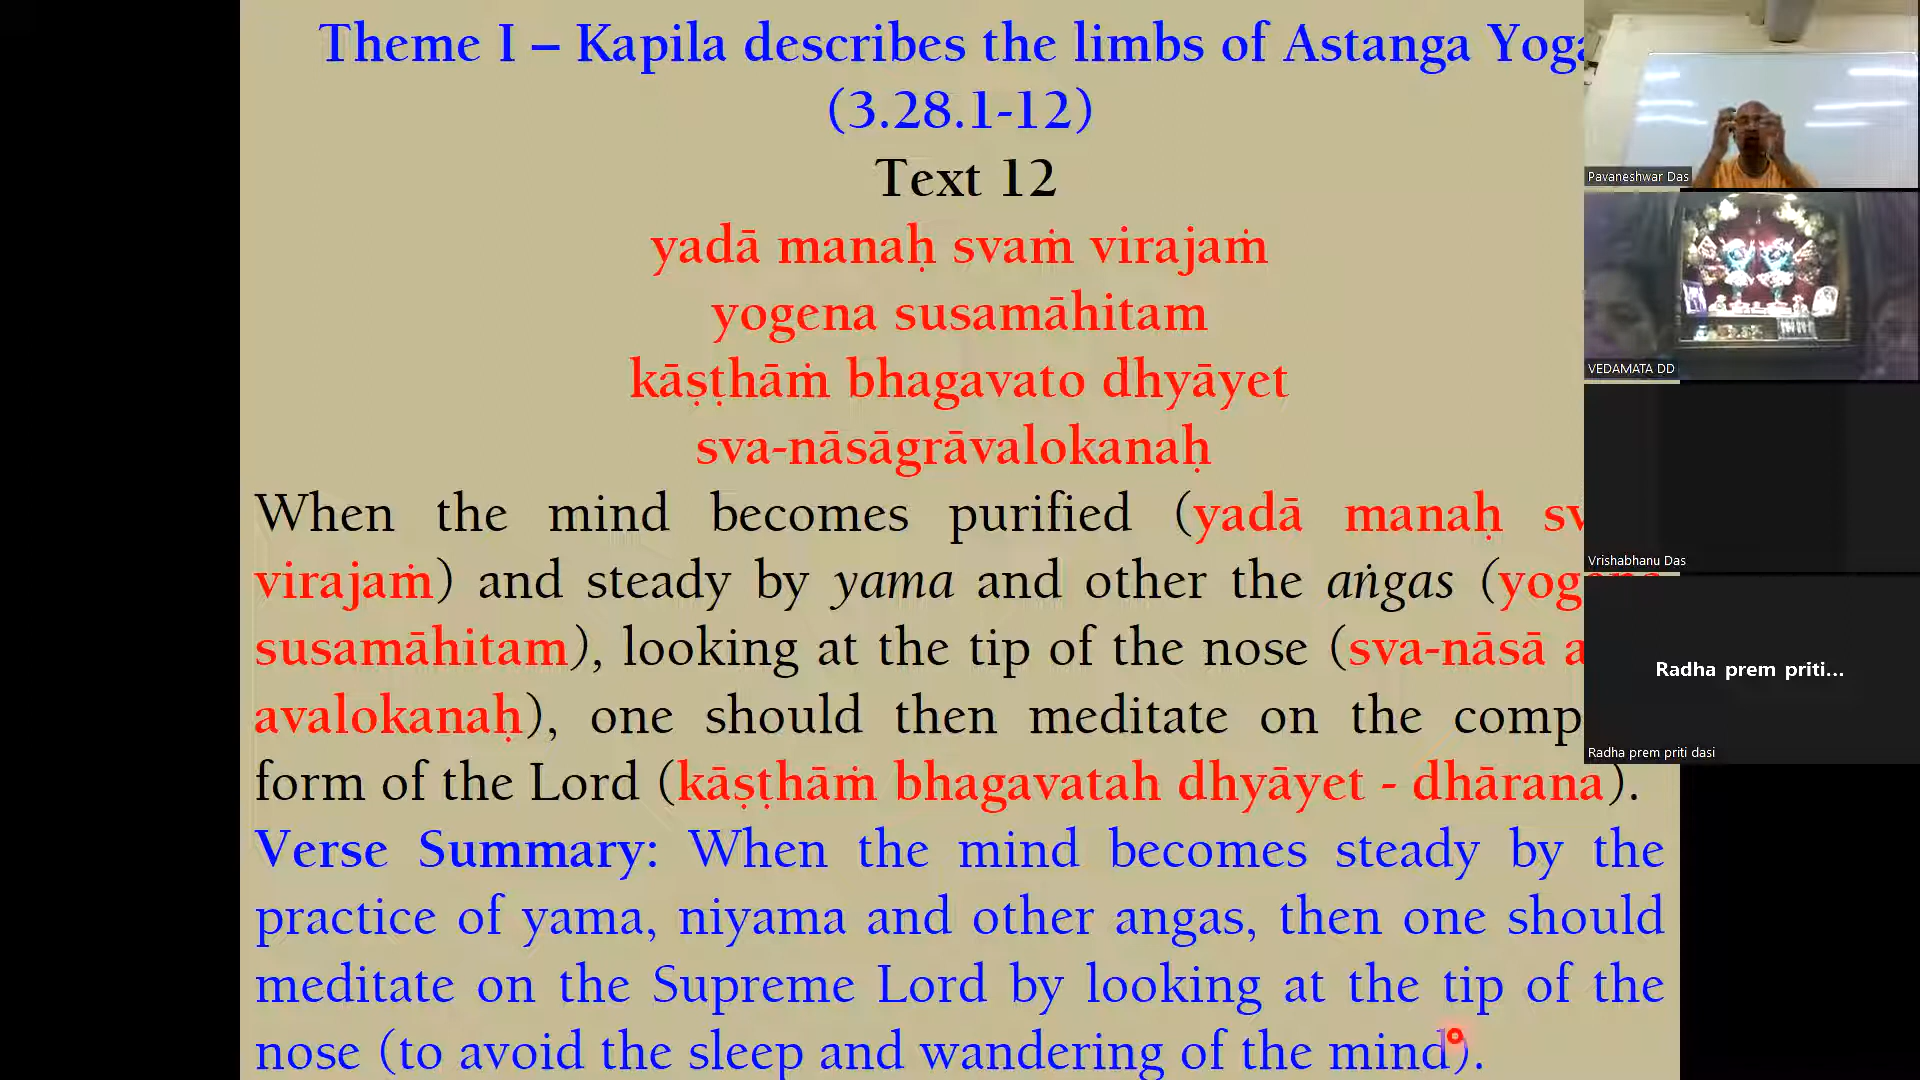 Theme I – Kapila describes the limbs of Astanga Yoga
(3.28.1-12)
Text 12
yadā manaḥ svaṁ virajaṁ
yogena susamāhitam
kāṣṭhāṁ bhagavato dhyāyet
sva-nāsāgrāvalokanaḥ
When the mind becomes purified (yadā manaḥ
virajaṁ) and steady by yama and other the aṅgas (yogena
susamāhitam), looking at the tip of the nose (sva-nāsā
avalokanaḥ), one should then meditate on the
form of the Lord (kāṣṭhāṁ bhagavatah dhyāyet - dhārana).
Verse Summary: When the mind becomes steady by the
practice of yama, niyama and other angas, then one should
meditate on the Supreme Lord by looking at the tip of the
nose (to avoid the sleep and wandering of the mind).
Pavaneshwar Das
VEDAMATA DD
Vrishabhanu Das
Radha prem priti...
Radha prem priti dasi